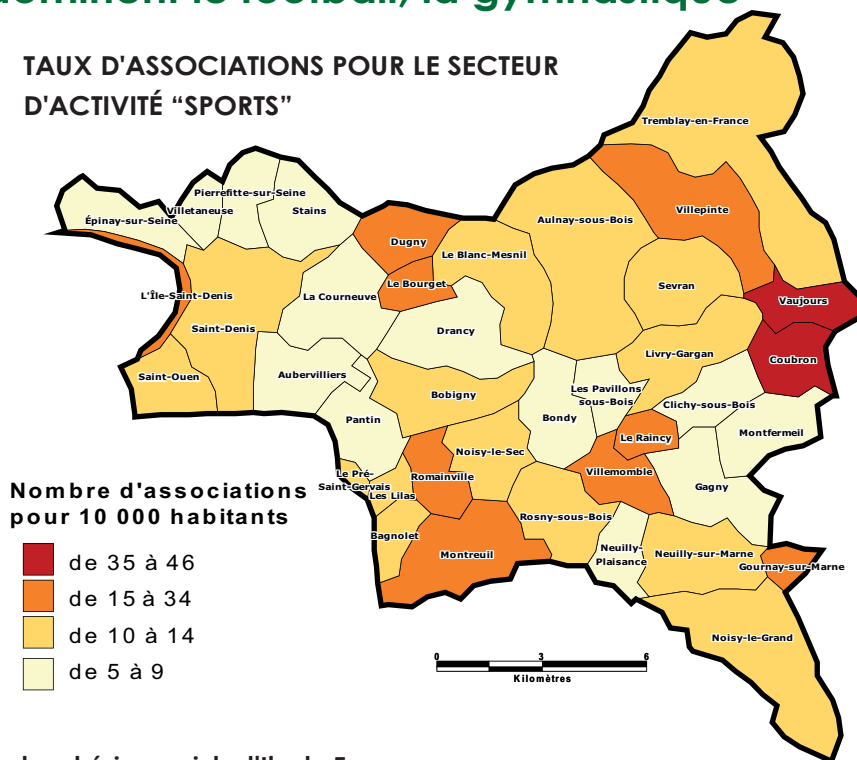 dominent le football, la gymnastique
TAUX D'ASSOCIATIONS POUR LE SECTEUR
D'ACTIVITÉ “SPORTS”
Tremblay-en-France
Pierrefitte-sur-Seine
Villetaneuse
Stains
Épinay-sur-Seine
Villepinte
Aulnay-sous-Bois
Dugny
Le Blanc-Mesnil
Le Bourget
Sevran
L'Île-Saint-Denis
La Courneuve
Vaujours
Saint-Denis
Drancy
Livry-Gargan
Coubron
Saint-Ouen
Aubervilliers
Bobigny
Les Pavillons
sous-Bois
Clichy-sous-Bois
Pantin
Bondy
Montfermeil
Le Raincy
Noisy-le-Sec
Le Pré-
Saint-Gervais
Les Lilas
Romainville
Villemomble
Gagny
Rosny-sous-Bois
Bagnolet
Montreuil
Neuilly-
Plaisance
Neuilly-sur-Marne
Gournay-sur-Marne
Noisy-le-Grand
Nombre d'associations
pour 10 000 habitants
de 35 à 46
de 15 à 34
de 10 à 14
de 5 à 9
0 3 6
Kilomètres